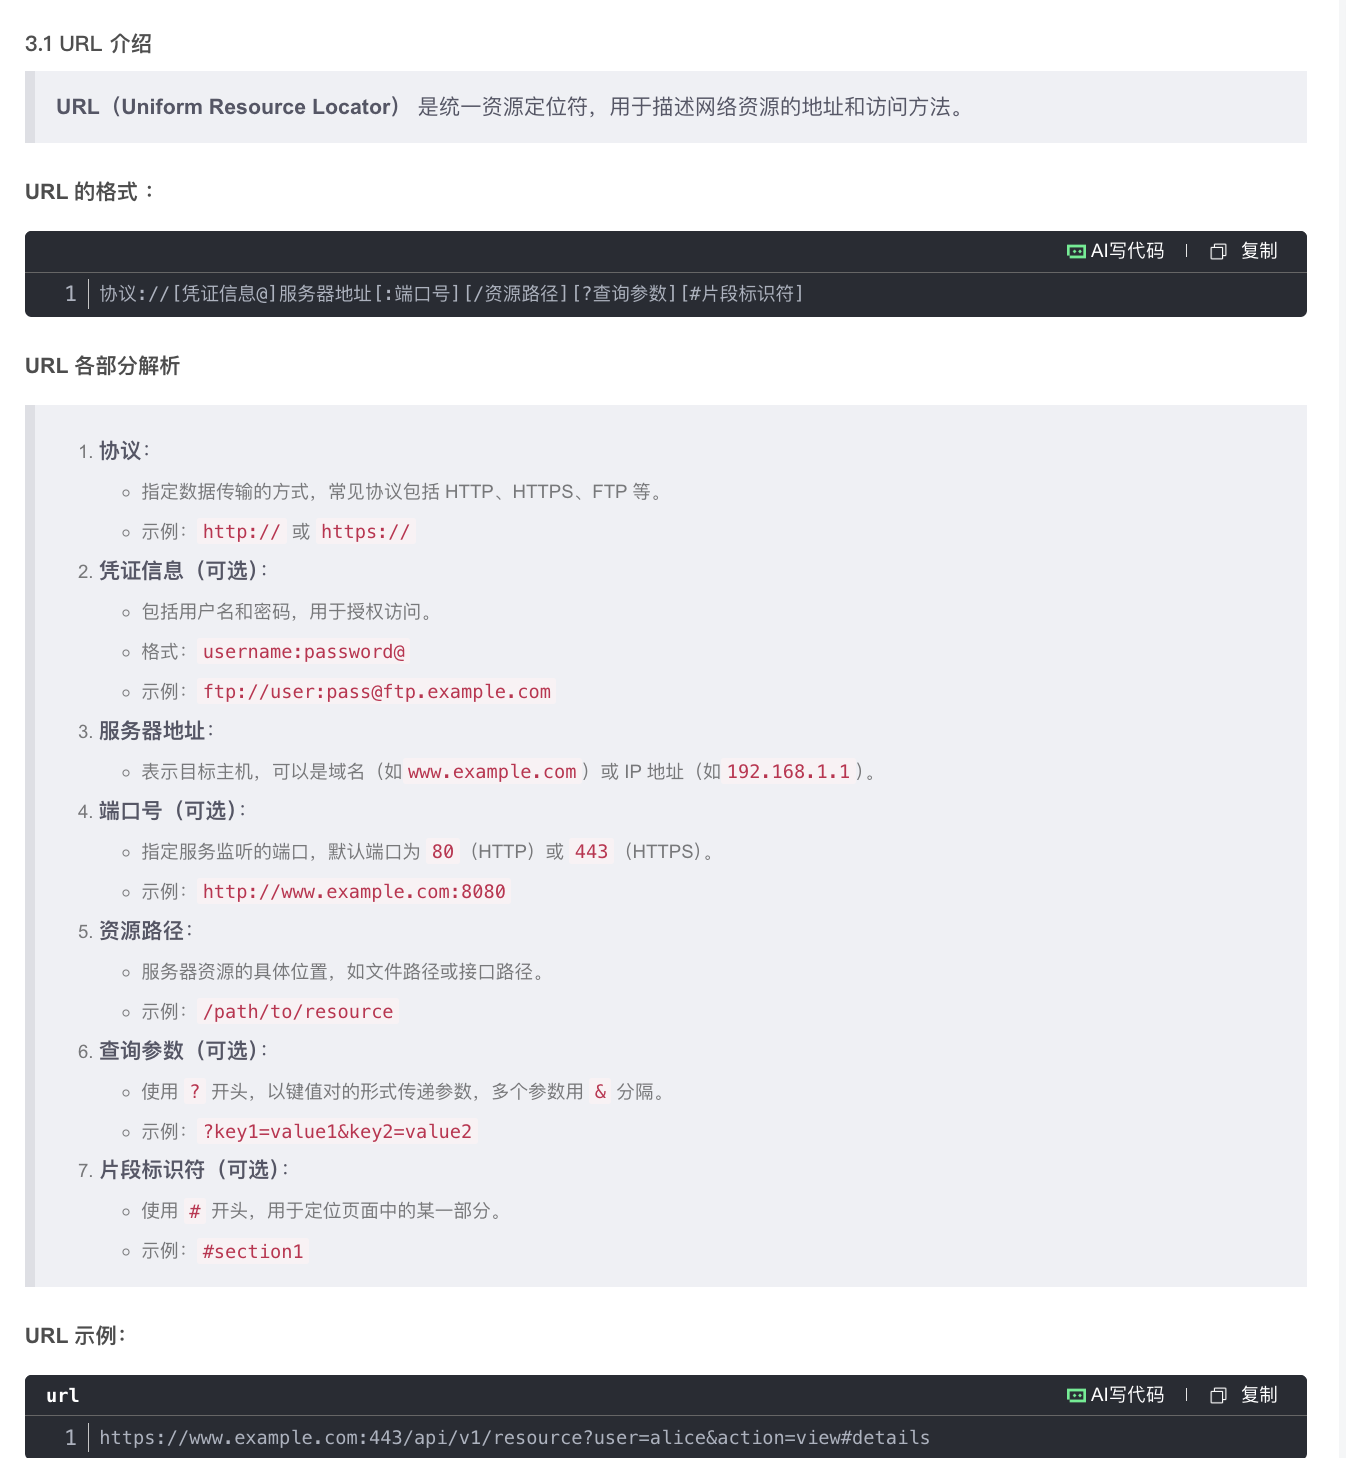 3.1 URL 介绍
URL（Uniform Resource Locator） 是统一资源定位符，用于描述网络资源的地址和访问方法。
URL 的格式：
AI写代码 复制
1 协议://[凭证信息@]服务器地址[:端口号][/资源路径][?查询参数][#片段标识符]
URL 各部分解析
1. 协议：
指定数据传输的方式，常见协议包括 HTTP、HTTPS、FTP 等。
示例： http:// 或 https://
2. 凭证信息（可选）：
包括用户名和密码，用于授权访问。
格式： username:password@
示例： ftp://user:pass@ftp.example.com
3. 服务器地址：
表示目标主机，可以是域名（如 www.example.com ）或 IP 地址（如 192.168.1.1 ）。
4. 端口号（可选）：
指定服务监听的端口，默认端口为 80 （HTTP）或 443 （HTTPS）。
示例： http://www.example.com:8080
5. 资源路径：
服务器资源的具体位置，如文件路径或接口路径。
示例： /path/to/resource
6. 查询参数（可选）：
使用 ? 开头，以键值对的形式传递参数，多个参数用 & 分隔。
示例： ?key1=value1&key2=value2
7. 片段标识符（可选）：
使用 # 开头，用于定位页面中的某一部分。
示例： #section1
URL 示例：
url AI写代码 复制
1 https://www.example.com:443/api/v1/resource?user=alice&action=view#details